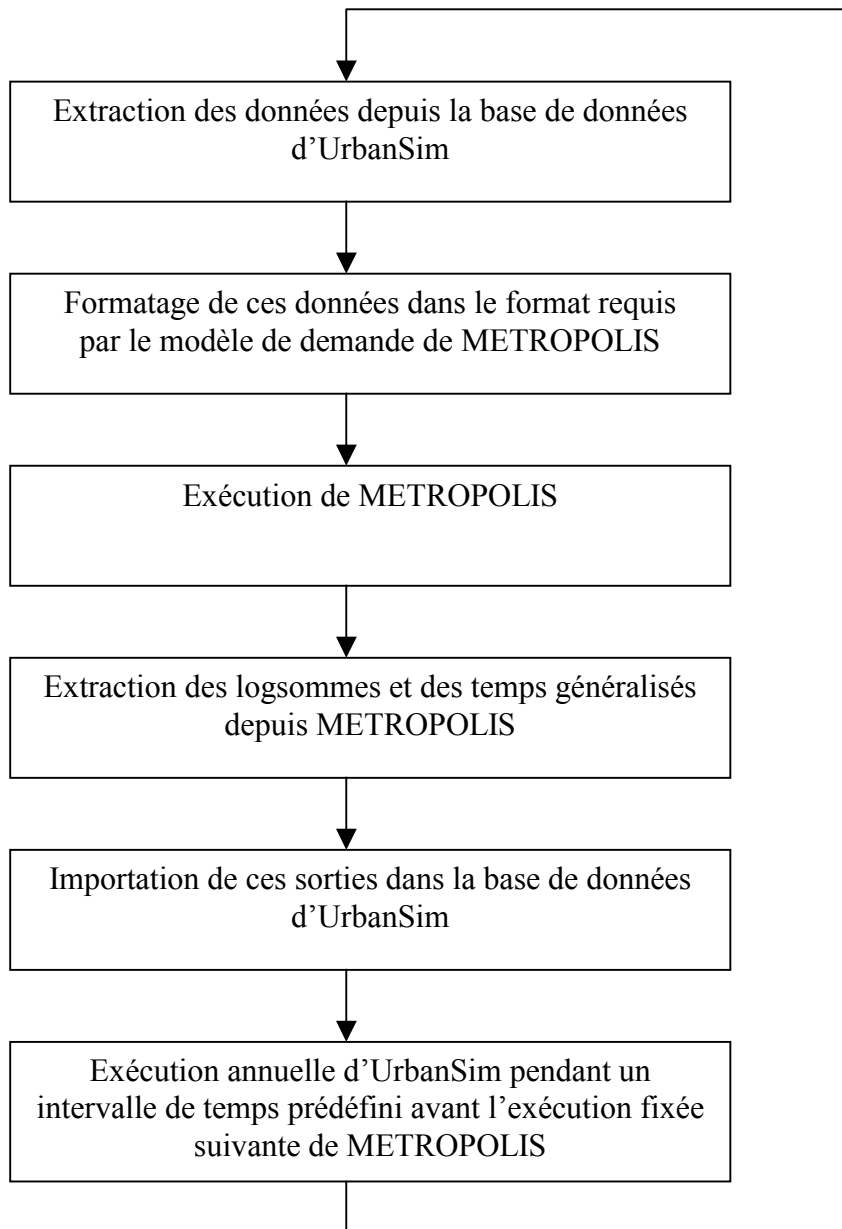 Extraction des données depuis la base de données
d’UrbanSim
Formatage de ces données dans le format requis
par le modèle de demande de METROPOLIS
Exécution de METROPOLIS
Extraction des logsommes et des temps généralisés
depuis METROPOLIS
Importation de ces sorties dans la base de données
d’UrbanSim
Exécution annuelle d’UrbanSim pendant un
intervalle de temps prédéfini avant l’exécution fixée
suivante de METROPOLIS